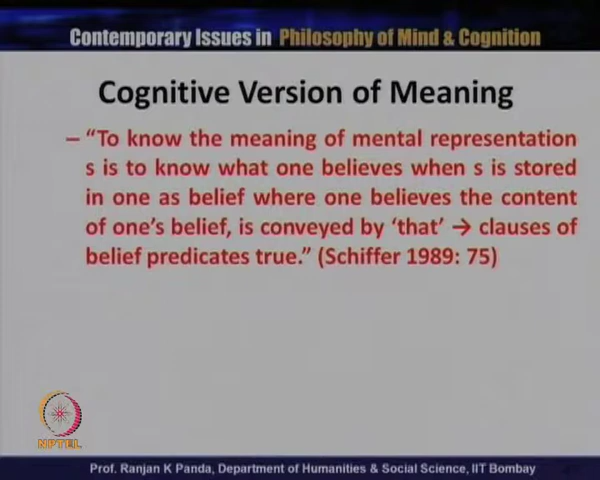 Contemporary Issues in Philosophy of Mind & Cognition
Cognitive Version of Meaning
– “To know the meaning of mental representation
s is to know what one believes when s is stored
in one as belief where one believes the content
of one’s belief, is conveyed by ‘that’ → clauses of
belief predicates true.” (Schiffer 1989: 75)
NPTEL
Prof. Ranjan K Panda, Department of Humanities & Social Science, IIT Bombay